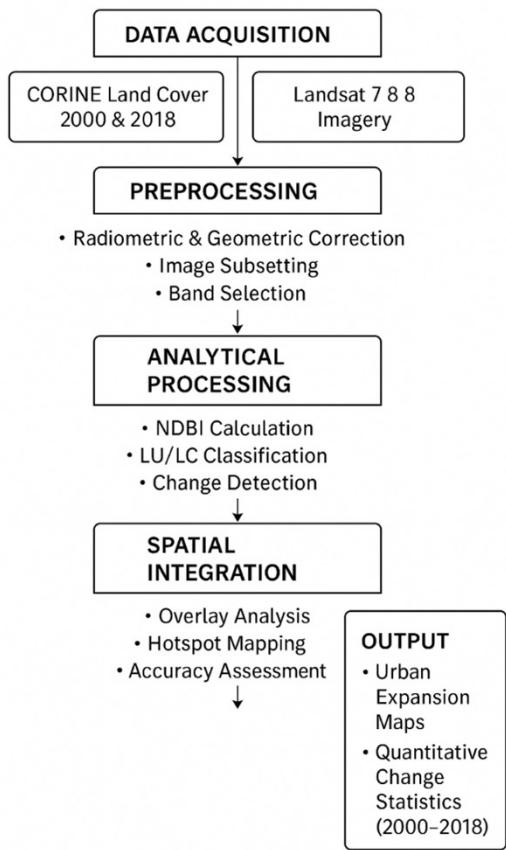 DATA ACQUISITION
CORINE Land Cover
2000 & 2018
Landsat 7 8 8
Imagery
PREPROCESSING
• Radiometric & Geometric Correction
• Image Subsetting
• Band Selection
ANALYTICAL
PROCESSING
• NDBI Calculation
• LU/LC Classification
• Change Detection
SPATIAL
INTEGRATION
• Overlay Analysis
• Hotspot Mapping
• Accuracy Assessment
OUTPUT
• Urban
Expansion
Maps
• Quantitative
Change
Statistics
(2000–2018)